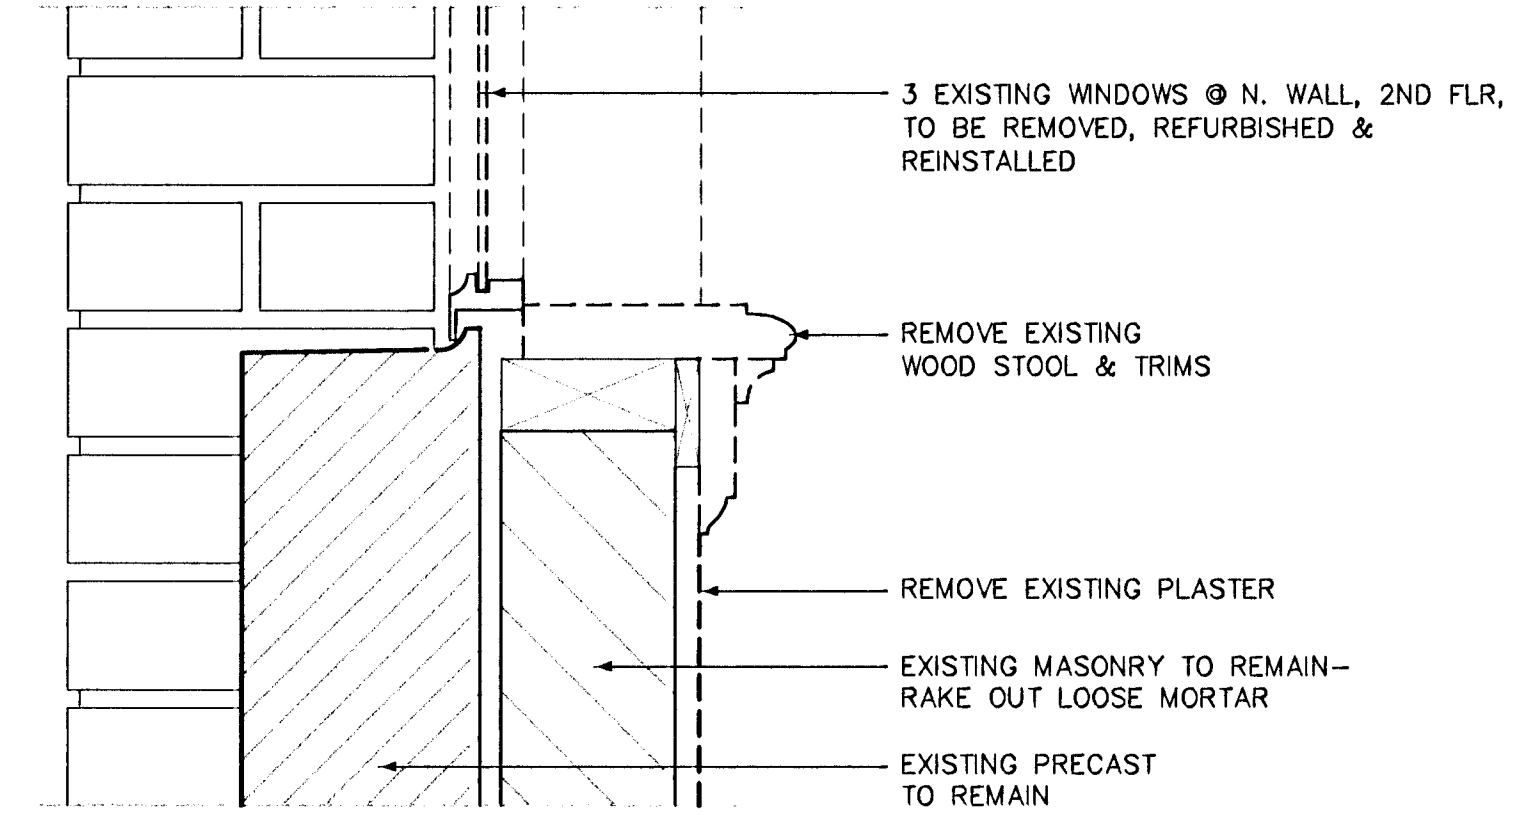 3 EXISTING WINDOWS @ N. WALL, 2ND FLR,
TO BE REMOVED, REFURBISHED &
REINSTALLED
REMOVE EXISTING
WOOD STOOL & TRIMS
REMOVE EXISTING PLASTER
EXISTING MASONRY TO REMAIN—
RAKE OUT LOOSE MORTAR
EXISTING PRECAST
TO REMAIN